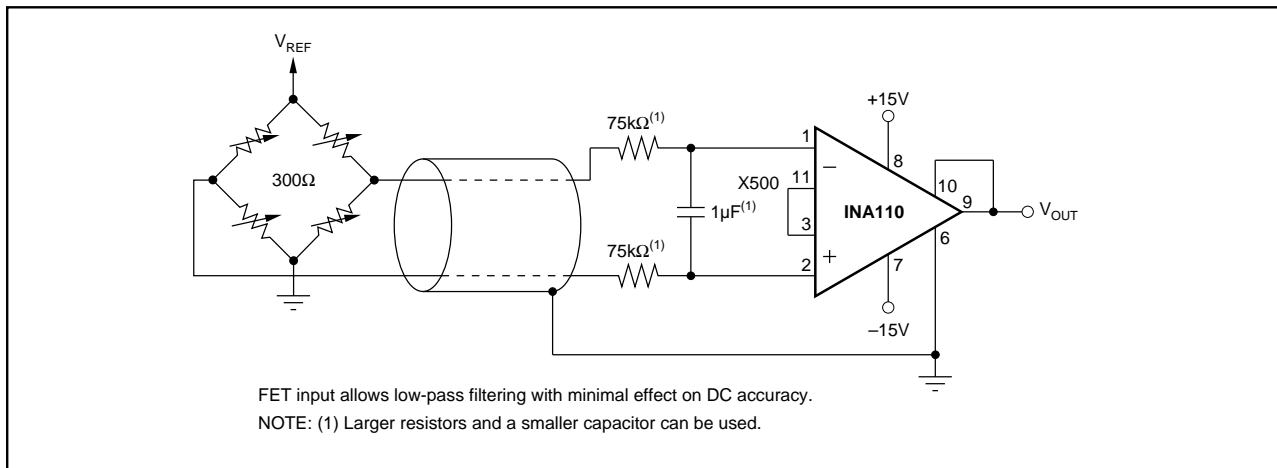 V_REF
+15V
75kΩ(1)
1
8
300Ω
X500
11
–
10
1µF(1)
INA110
9
V_OUT
3
6
75kΩ(1)
2
+
7
–15V
FET input allows low-pass filtering with minimal effect on DC accuracy.
NOTE: (1) Larger resistors and a smaller capacitor can be used.